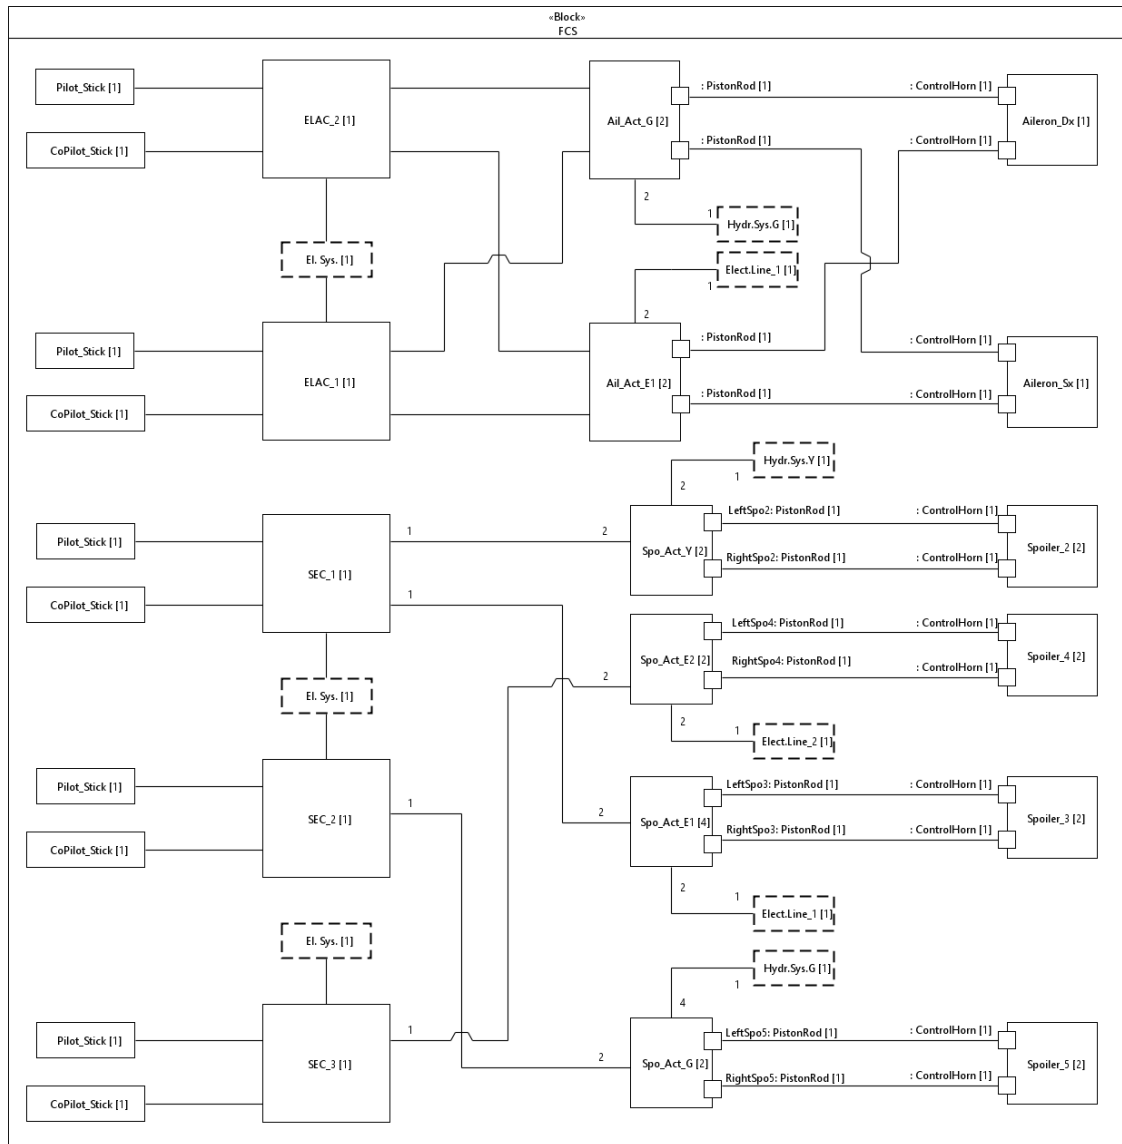 «Block»
FCS
Pilot_Stick [1]
CoPilot_Stick [1]
ELAC_2 [1]
Ail_Act_G [2]
: PistonRod [1]
: ControlHorn [1]
: PistonRod [1]
: ControlHorn [1]
Aileron_Dx [1]
2
1
Hydr.Sys.G [1]
El. Sys. [1]
Elect.Line_1 [1]
1
2
Pilot_Stick [1]
CoPilot_Stick [1]
ELAC_1 [1]
Ail_Act_E1 [2]
: PistonRod [1]
: ControlHorn [1]
: PistonRod [1]
: ControlHorn [1]
Aileron_Sx [1]
Hydr.Sys.Y [1]
1
2
Pilot_Stick [1]
CoPilot_Stick [1]
SEC_1 [1]
1
2
1
Spo_Act_Y [2]
LeftSpo2: PistonRod [1]
: ControlHorn [1]
RightSpo2: PistonRod [1]
: ControlHorn [1]
Spoiler_2 [2]
Spo_Act_E2 [2]
LeftSpo4: PistonRod [1]
: ControlHorn [1]
RightSpo4: PistonRod [1]
: ControlHorn [1]
Spoiler_4 [2]
El. Sys. [1]
2
2
1
Elect.Line_2 [1]
Pilot_Stick [1]
CoPilot_Stick [1]
SEC_2 [1]
1
2
Spo_Act_E1 [4]
LeftSpo3: PistonRod [1]
: ControlHorn [1]
RightSpo3: PistonRod [1]
: ControlHorn [1]
Spoiler_3 [2]
2
1
Elect.Line_1 [1]
El. Sys. [1]
Hydr.Sys.G [1]
1
4
Pilot_Stick [1]
CoPilot_Stick [1]
SEC_3 [1]
1
2
Spo_Act_G [2]
LeftSpo5: PistonRod [1]
: ControlHorn [1]
RightSpo5: PistonRod [1]
: ControlHorn [1]
Spoiler_5 [2]